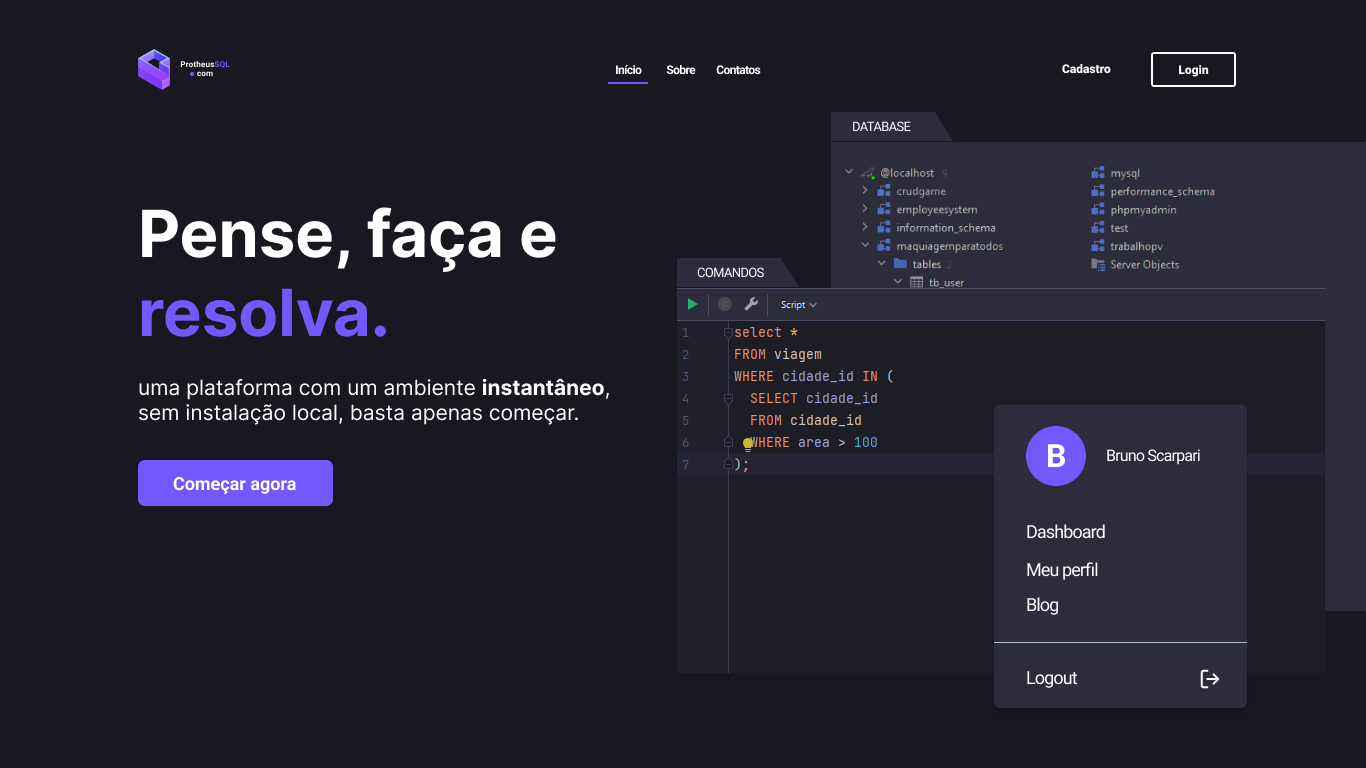 ProtheusSQL
com
Início Sobre Contatos
Cadastro
Login
Pense, faça e
resolva.
uma plataforma com um ambiente instantâneo,
sem instalação local, basta apenas começar.
Começar agora
DATABASE
@localhost 9
crudgame
employeesystem
information_schema
maquiagemparatodos
tables 2
tb_user
mysql
performance_schema
phpmyadmin
test
trabalhopv
Server Objects
COMANDOS
Script
1 select *
2 FROM viagem
3 WHERE cidade_id IN (
4 SELECT cidade_id
5 FROM cidade_id
6 WHERE area > 100
7 );
B
Bruno Scarpari
Dashboard
Meu perfil
Blog
Logout